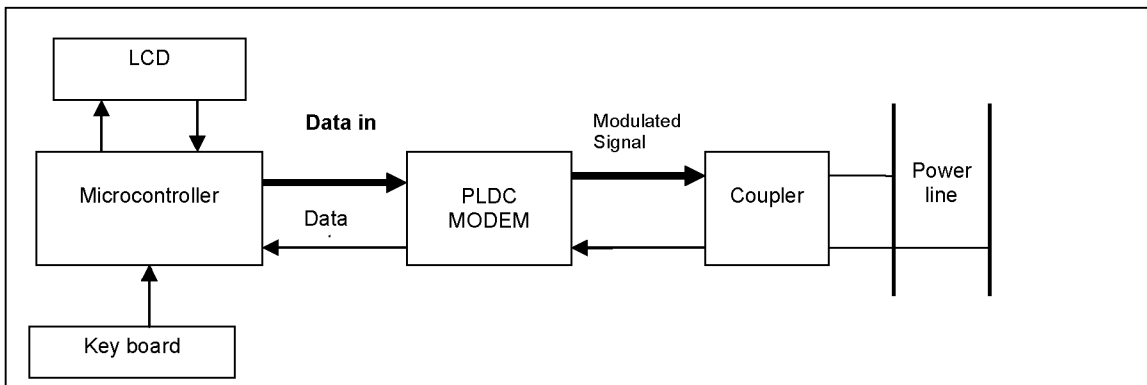 LCD
Data in
Modulated
Signal
Microcontroller
PLDC
MODEM
Coupler
Power
line
Data
Key board